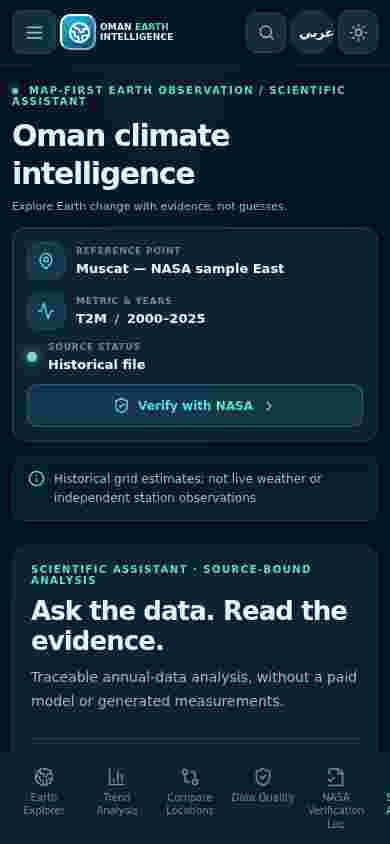 OMAN EARTH
INTELLIGENCE
عربي
MAP-FIRST EARTH OBSERVATION / SCIENTIFIC
ASSISTANT
Oman climate
intelligence
Explore Earth change with evidence, not guesses.
REFERENCE POINT
Muscat — NASA sample East
METRIC & YEARS
T2M / 2000–2025
SOURCE STATUS
Historical file
Verify with NASA
Historical grid estimates; not live weather or
independent station observations
SCIENTIFIC ASSISTANT · SOURCE-BOUND
ANALYSIS
Ask the data. Read the
evidence.
Traceable annual-data analysis, without a paid
model or generated measurements.
Earth
Explorer
Trend
Analysis
Compare
Locations
Data Quality
NASA
Verification
Log